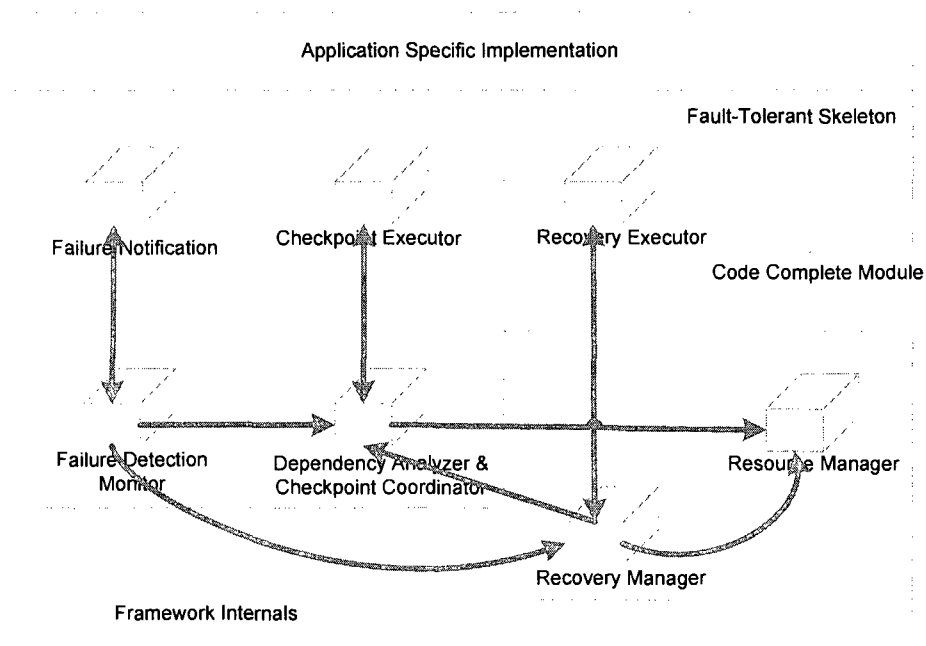 Application Specific Implementation
Fault-Tolerant Skeleton
Failure Notification
Checkpoint Executor
Recovery Executor
Code Complete Module
Failure Detection
Monitor
Dependency Analyzer &
Checkpoint Coordinator
Resource Manager
Recovery Manager
Framework Internals